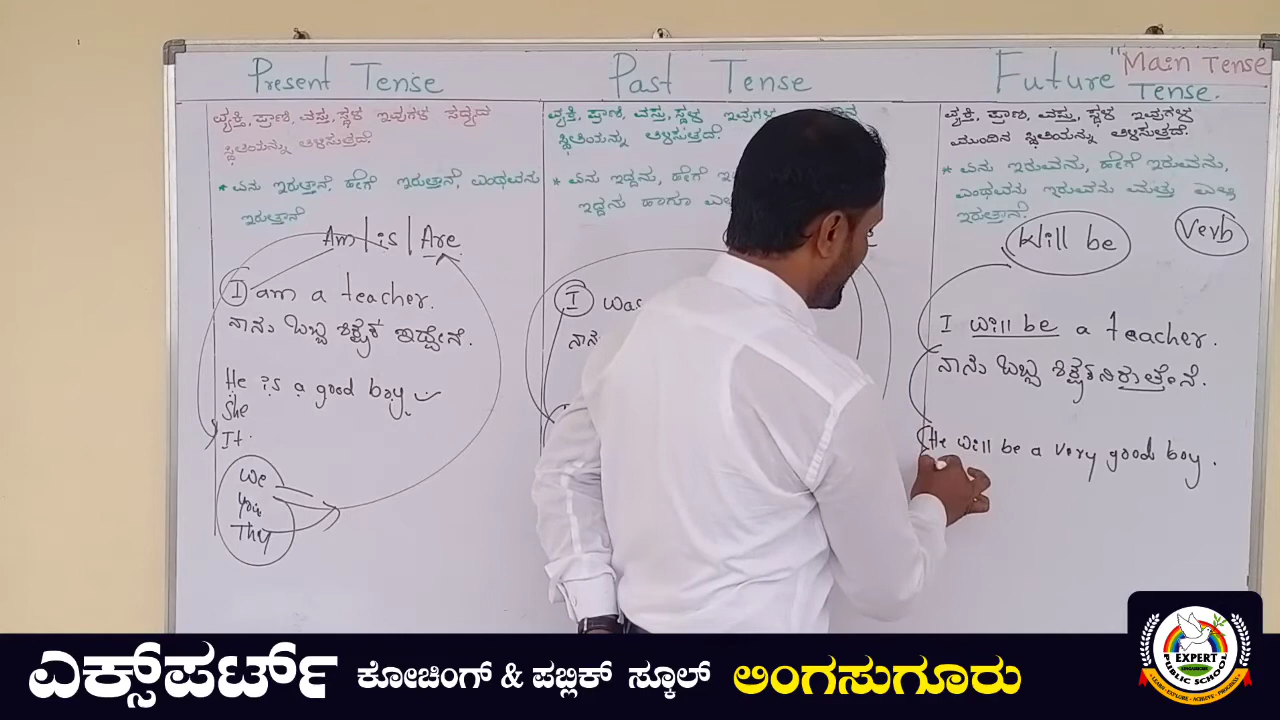 Present Tense
ವ್ಯಕ್ತಿ, ಪ್ರಾಣಿ, ವಸ್ತು, ಸ್ಥಳ ಇವುಗಳ ಸದ್ಯದ
ಸ್ಥಿತಿಯನ್ನು ತಿಳಿಸುತ್ತದೆ.
* ಏನು ಇರುತ್ತಾನೆ, ಹೇಗೆ ಇರುತ್ತಾನೆ, ಎಂಥವನು
ಇರುತ್ತಾನೆ
Am | is | Are
I am a teacher.
ನಾನು ಒಬ್ಬ ಶಿಕ್ಷಕ ಇದ್ದೇನೆ.
He is a good boy
She
It.
We
You
They
Past Tense
ವ್ಯಕ್ತಿ, ಪ್ರಾಣಿ, ವಸ್ತು, ಸ್ಥಳ ಇವುಗಳ
ಸ್ಥಿತಿಯನ್ನು ತಿಳಿಸುತ್ತದೆ.
* ಏನು ಇದ್ದನು, ಹೇಗೆ
ಇದ್ದನು ಹಾಗೂ
I was
"Main Tense
Future Tense.
ವ್ಯಕ್ತಿ, ಪ್ರಾಣಿ, ವಸ್ತು, ಸ್ಥಳ ಇವುಗಳ
ಮುಂದಿನ ಸ್ಥಿತಿಯನ್ನು ತಿಳಿಸುತ್ತದೆ.
* ಏನು ಇರುವನು, ಹೇಗೆ ಇರುವನು,
ಎಂಥವನು ಇರುವನು ಮತ್ತು ಎಲ್ಲಿ
ಇರುತ್ತಾನೆ.
Will be
Verb
I will be a teacher.
ನಾನು ಒಬ್ಬ ಶಿಕ್ಷಕನಿರುತ್ತೇನೆ.
He will be a very good boy.
ಎಕ್ಸ್‌ಪರ್ಟ್ ಕೋಚಿಂಗ್ & ಪಬ್ಲಿಕ್ ಸ್ಕೂಲ್ ಲಿಂಗಸುಗೂರು
EXPERT
PUBLIC SCHOOL